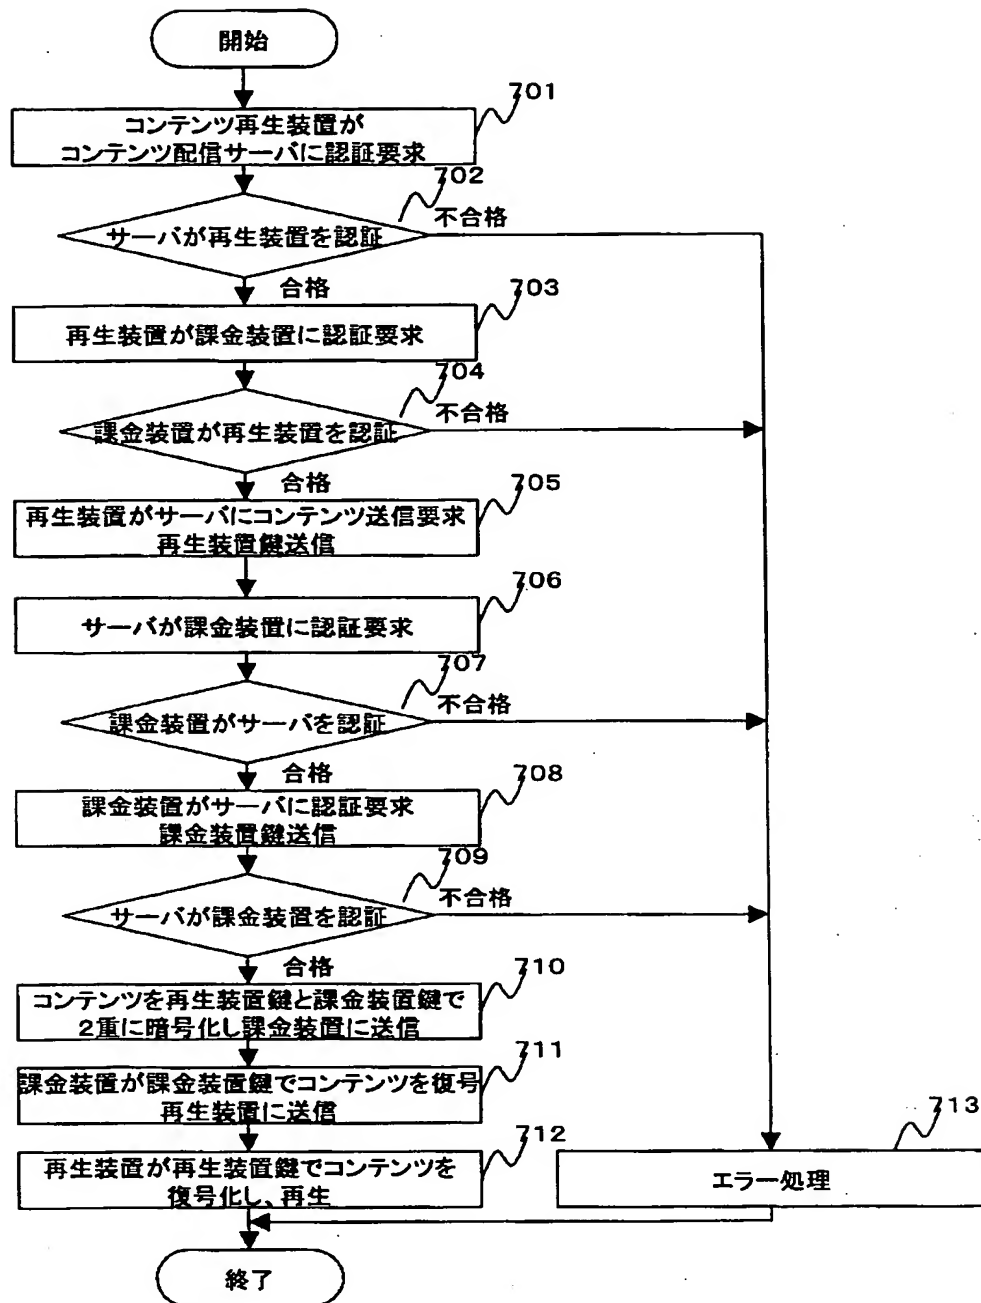 開始
701
コンテンツ再生装置が
コンテンツ配信サーバに認証要求
702
サーバが再生装置を認証
不合格
合格
703
再生装置が課金装置に認証要求
704
課金装置が再生装置を認証
不合格
合格
705
再生装置がサーバにコンテンツ送信要求
再生装置鍵送信
706
サーバが課金装置に認証要求
707
課金装置がサーバを認証
不合格
合格
708
課金装置がサーバに認証要求
課金装置鍵送信
709
サーバが課金装置を認証
不合格
合格
710
コンテンツを再生装置鍵と課金装置鍵で
2重に暗号化し課金装置に送信
711
課金装置が課金装置鍵でコンテンツを復号
再生装置に送信
712
再生装置が再生装置鍵でコンテンツを
復号化し、再生
713
エラー処理
終了